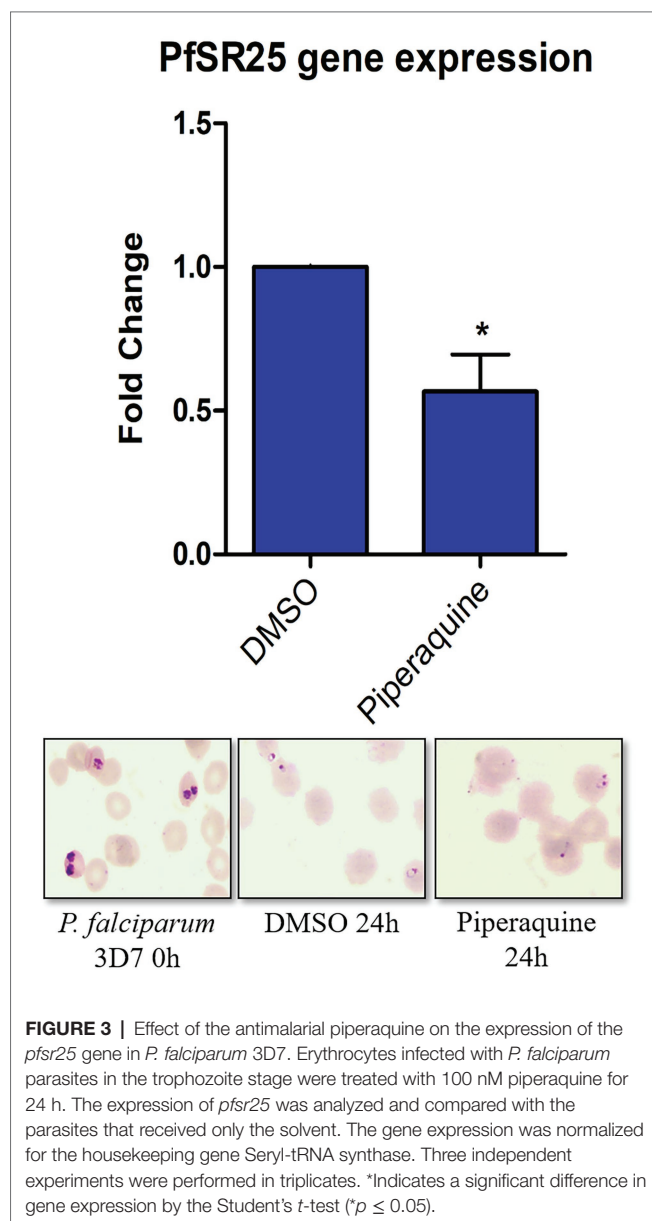 PfSR25 gene expression
1.5
1.0
0.5
0.0
Fold Change
*
DMSO
Piperaquine
P. falciparum
3D7 0h
DMSO 24h
Piperaquine
24h
FIGURE 3 | Effect of the antimalarial piperaquine on the expression of the
pfsr25 gene in P. falciparum 3D7. Erythrocytes infected with P. falciparum
parasites in the trophozoite stage were treated with 100 nM piperaquine for
24 h. The expression of pfsr25 was analyzed and compared with the
parasites that received only the solvent. The gene expression was normalized
for the housekeeping gene Seryl-tRNA synthase. Three independent
experiments were performed in triplicates. *Indicates a significant difference in
gene expression by the Student’s t-test (*p ≤ 0.05).